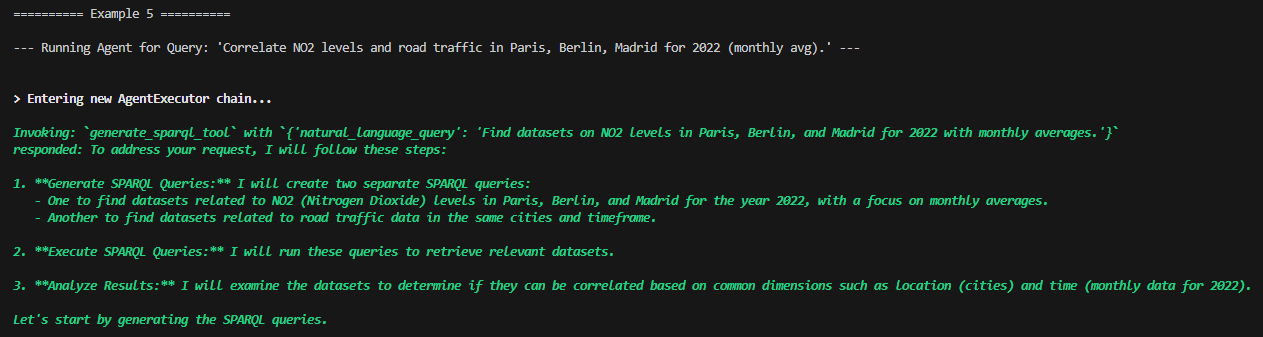 ========== Example 5 ==========
--- Running Agent for Query: 'Correlate NO2 levels and road traffic in Paris, Berlin, Madrid for 2022 (monthly avg).' ---
> Entering new AgentExecutor chain...
Invoking: `generate_sparql_tool` with `{'natural_language_query': 'Find datasets on NO2 levels in Paris, Berlin, and Madrid for 2022 with monthly averages.'}`
responded: To address your request, I will follow these steps:
1. **Generate SPARQL Queries:** I will create two separate SPARQL queries:
   - One to find datasets related to NO2 (Nitrogen Dioxide) levels in Paris, Berlin, and Madrid for the year 2022, with a focus on monthly averages.
   - Another to find datasets related to road traffic data in the same cities and timeframe.
2. **Execute SPARQL Queries:** I will run these queries to retrieve relevant datasets.
3. **Analyze Results:** I will examine the datasets to determine if they can be correlated based on common dimensions such as location (cities) and time (monthly data for 2022).
Let's start by generating the SPARQL queries.